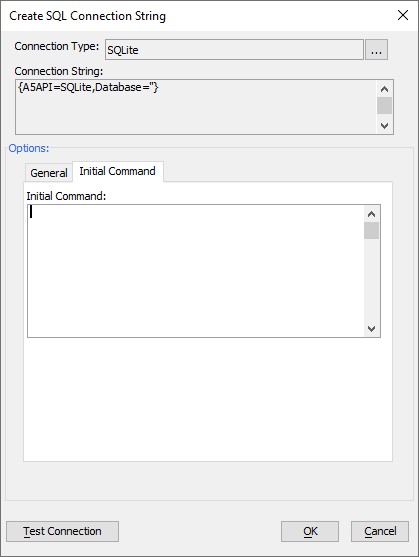 Create SQL Connection String
Connection Type: SQLite ...
Connection String:
{A5API=SQLite,Database=''}
Options:
General Initial Command
Initial Command:
Test Connection OK Cancel